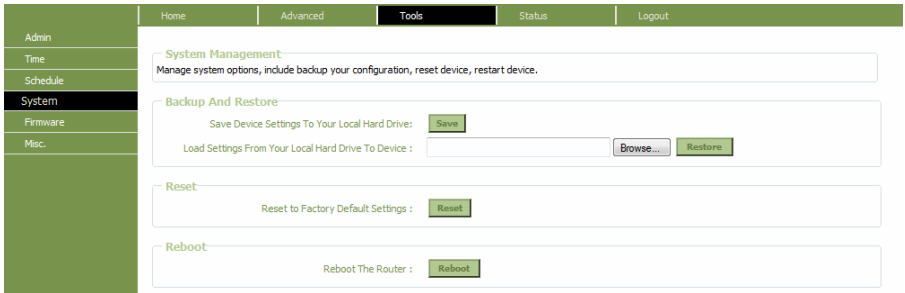 Home Advanced Tools Status Logout
Admin
Time
Schedule
System
Firmware
Misc.
System Management
Manage system options, include backup your configuration, reset device, restart device.
Backup And Restore
Save Device Settings To Your Local Hard Drive: Save
Load Settings From Your Local Hard Drive To Device : Browse... Restore
Reset
Reset to Factory Default Settings : Reset
Reboot
Reboot The Router : Reboot